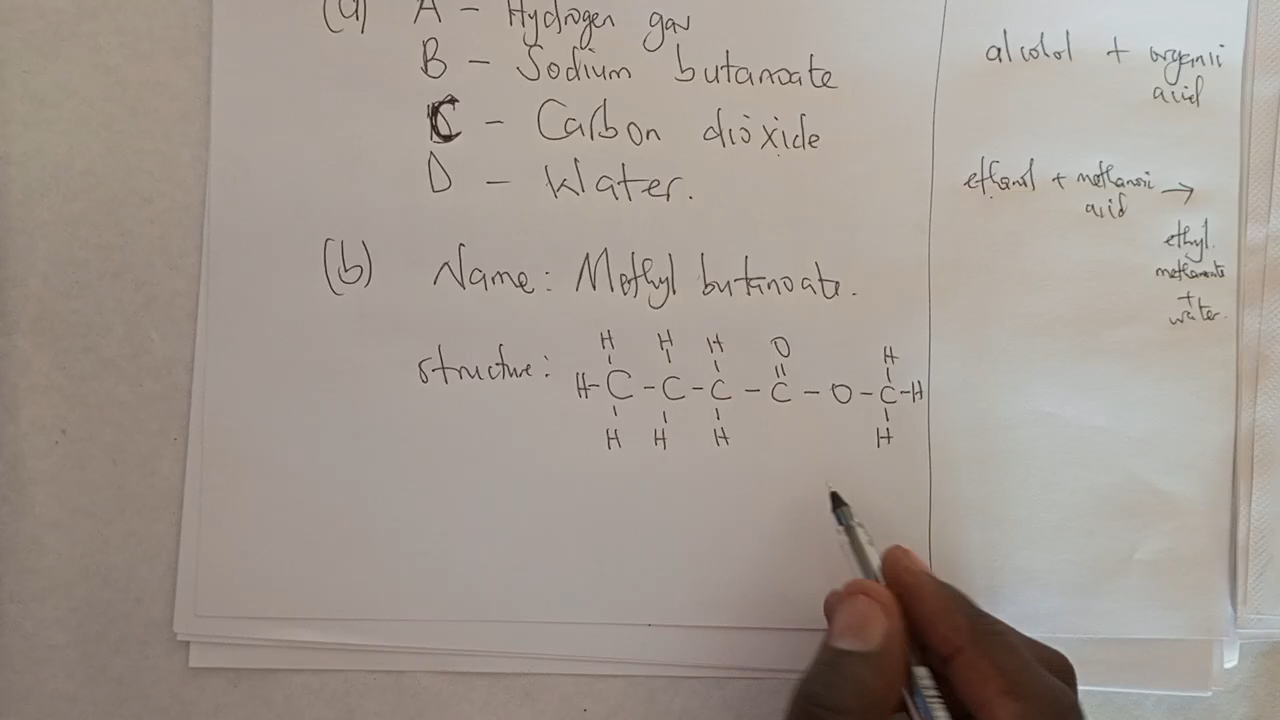 (a) A - Hydrogen gas
B - Sodium butanoate
C - Carbon dioxide
D - Water.
(b) Name: Methyl butanoate.
structure:
H H H O H
H-C-C-C-C-O-C-H
H H H H
alcohol + organic
acid
ethanol + methanoic →
acid
ethyl
methanoate
+
water.